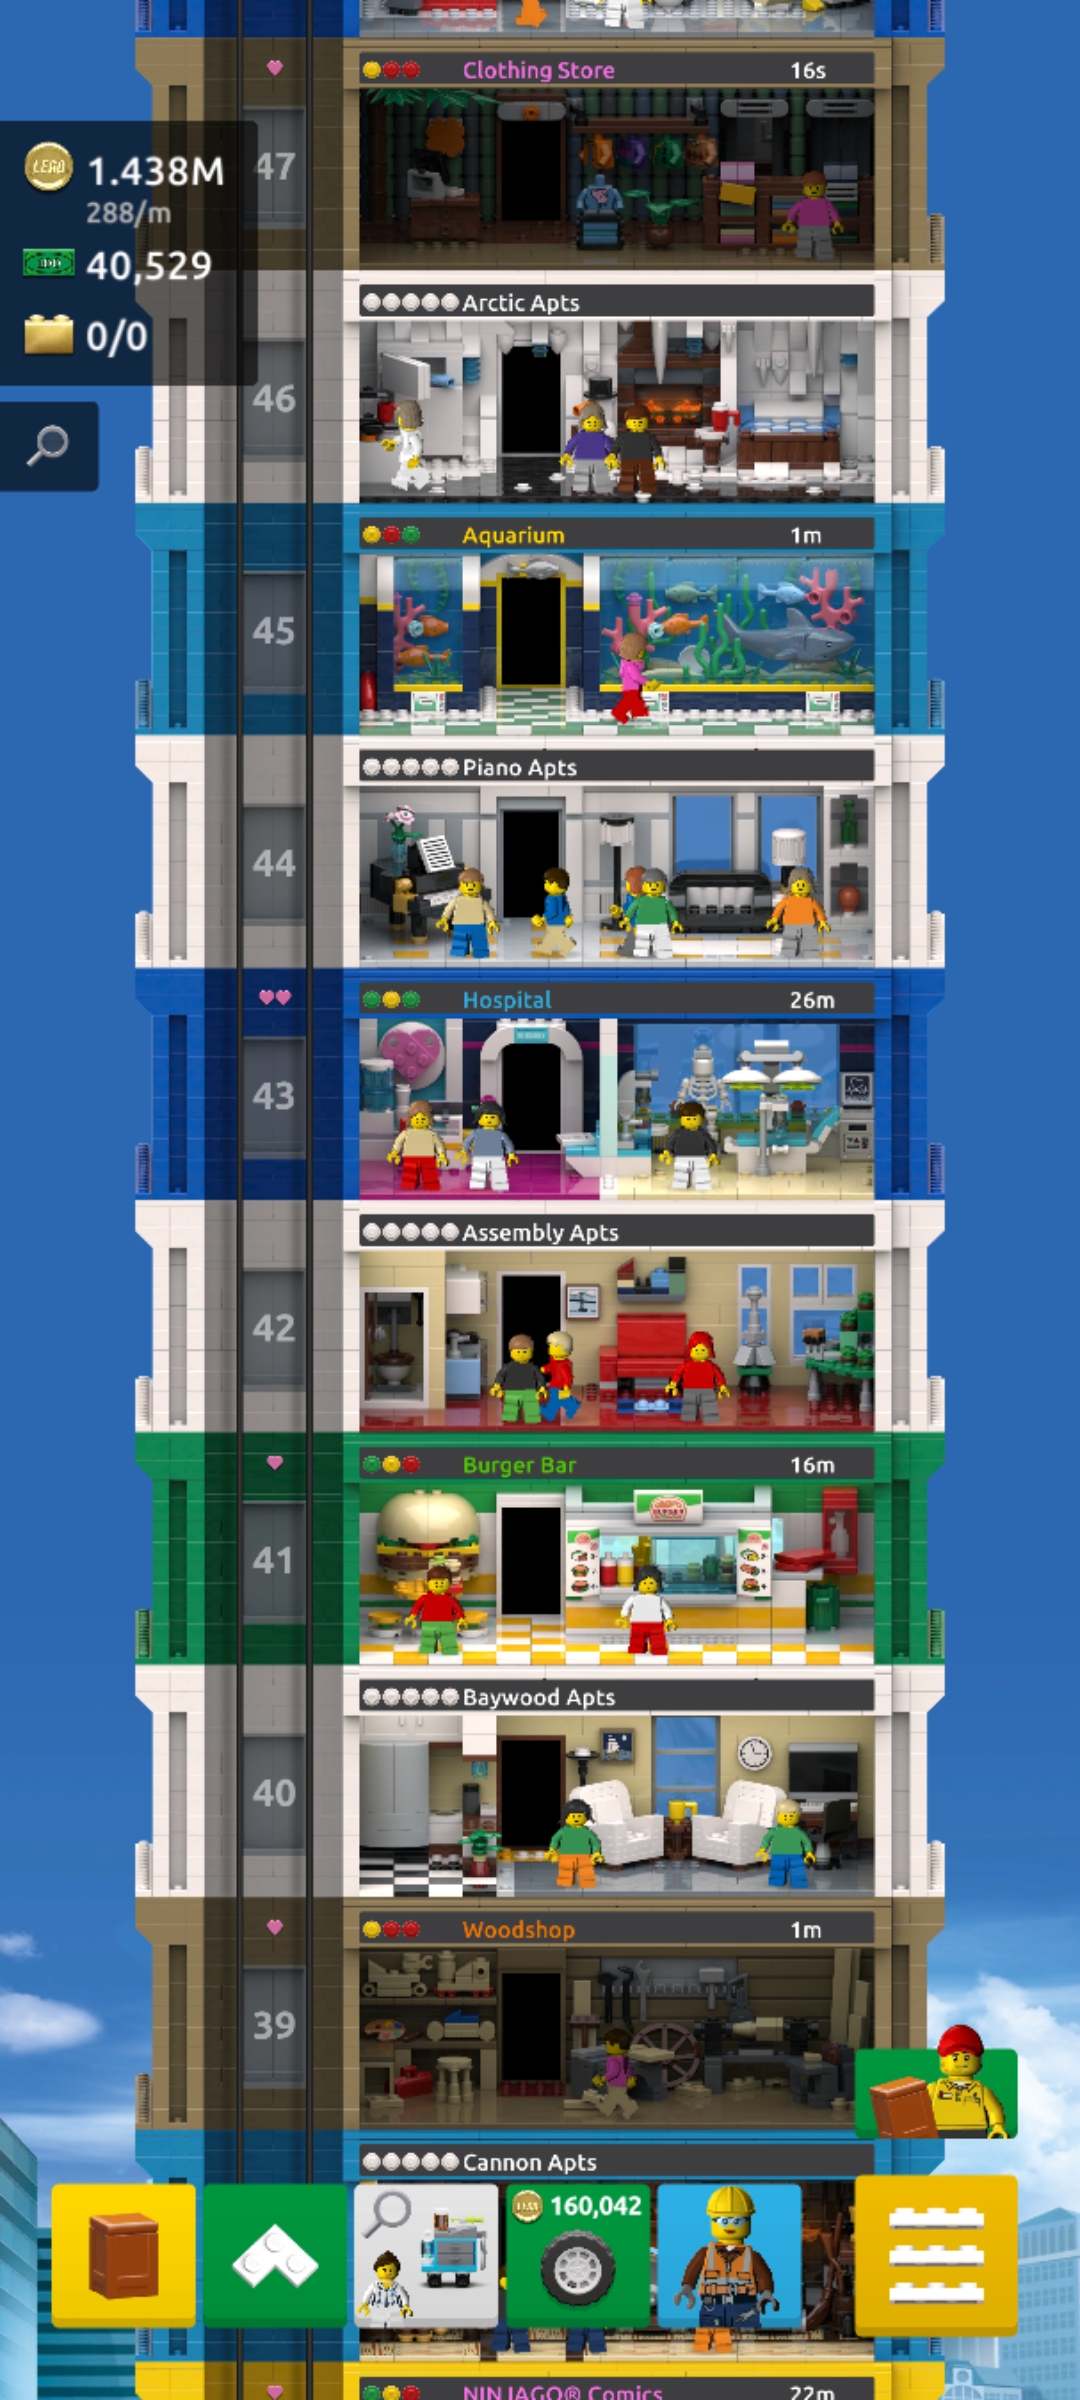 Clothing Store 16s
47
LEGO 1.438M
288/m
40,529
0/0
Arctic Apts
46
Aquarium 1m
45
Piano Apts
44
Hospital 26m
43
Assembly Apts
42
Burger Bar 16m
41
Baywood Apts
40
Woodshop 1m
39
Cannon Apts
160,042
NINJAGO® Comics 22m